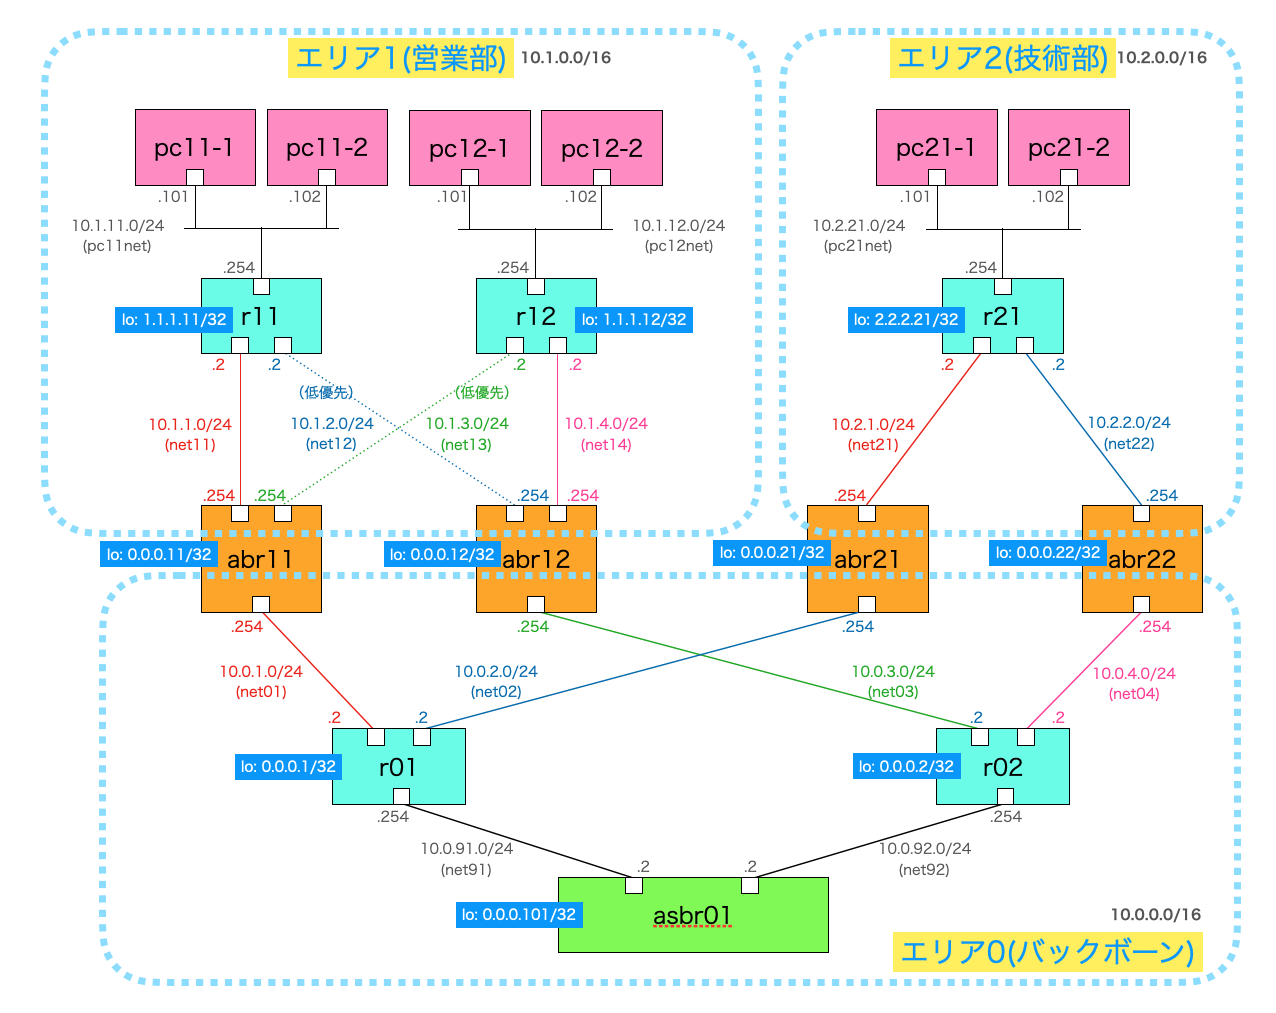 エリア1(営業部)
10.1.0.0/16
エリア2(技術部)
10.2.0.0/16
pc11-1
pc11-2
pc12-1
pc12-2
pc21-1
pc21-2
.101
.102
.101
.102
.101
.102
10.1.11.0/24
(pc11net)
10.1.12.0/24
(pc12net)
10.2.21.0/24
(pc21net)
.254
.254
.254
lo: 1.1.1.11/32
r11
r12
lo: 1.1.1.12/32
lo: 2.2.2.21/32
r21
.2
.2
.2
.2
.2
.2
(低優先)
(低優先)
10.1.1.0/24
(net11)
10.1.2.0/24
(net12)
10.1.3.0/24
(net13)
10.1.4.0/24
(net14)
10.2.1.0/24
(net21)
10.2.2.0/24
(net22)
.254
.254
.254
.254
.254
.254
lo: 0.0.0.11/32
abr11
lo: 0.0.0.12/32
abr12
lo: 0.0.0.21/32
abr21
lo: 0.0.0.22/32
abr22
.254
.254
.254
.254
10.0.1.0/24
(net01)
10.0.2.0/24
(net02)
10.0.3.0/24
(net03)
10.0.4.0/24
(net04)
.2
.2
.2
.2
lo: 0.0.0.1/32
r01
lo: 0.0.0.2/32
r02
.254
.254
10.0.91.0/24
(net91)
10.0.92.0/24
(net92)
.2
.2
lo: 0.0.0.101/32
asbr01
10.0.0.0/16
エリア0(バックボーン)